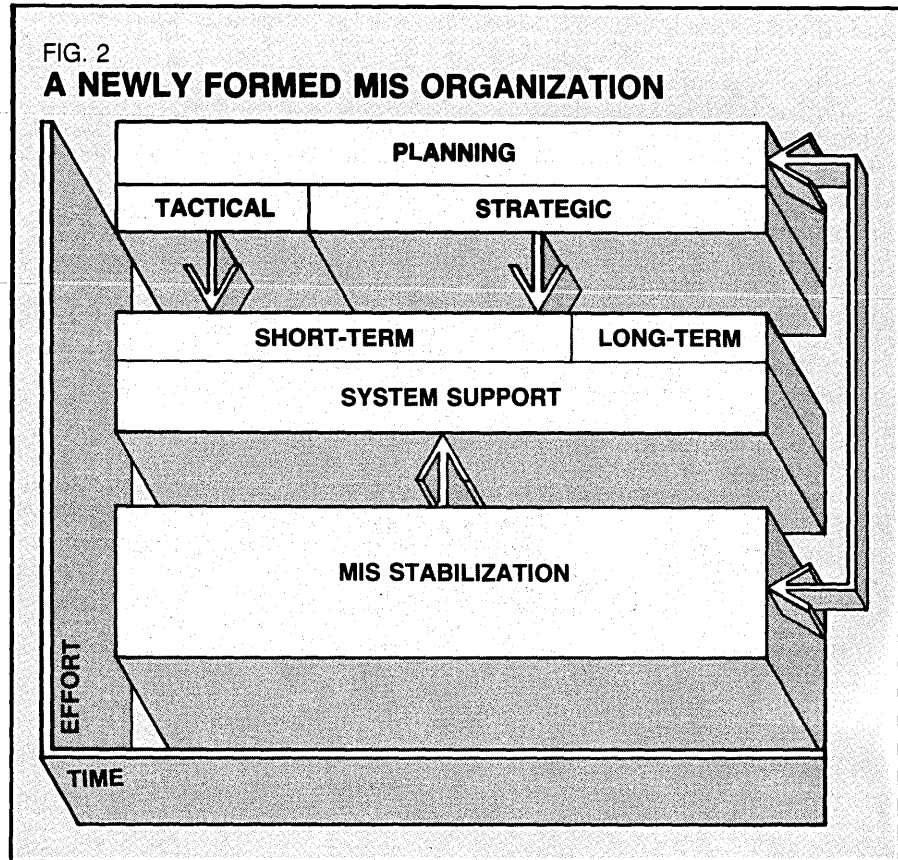 FIG. 2
A NEWLY FORMED MIS ORGANIZATION
PLANNING
TACTICAL STRATEGIC
SHORT-TERM LONG-TERM
SYSTEM SUPPORT
MIS STABILIZATION
EFFORT
TIME